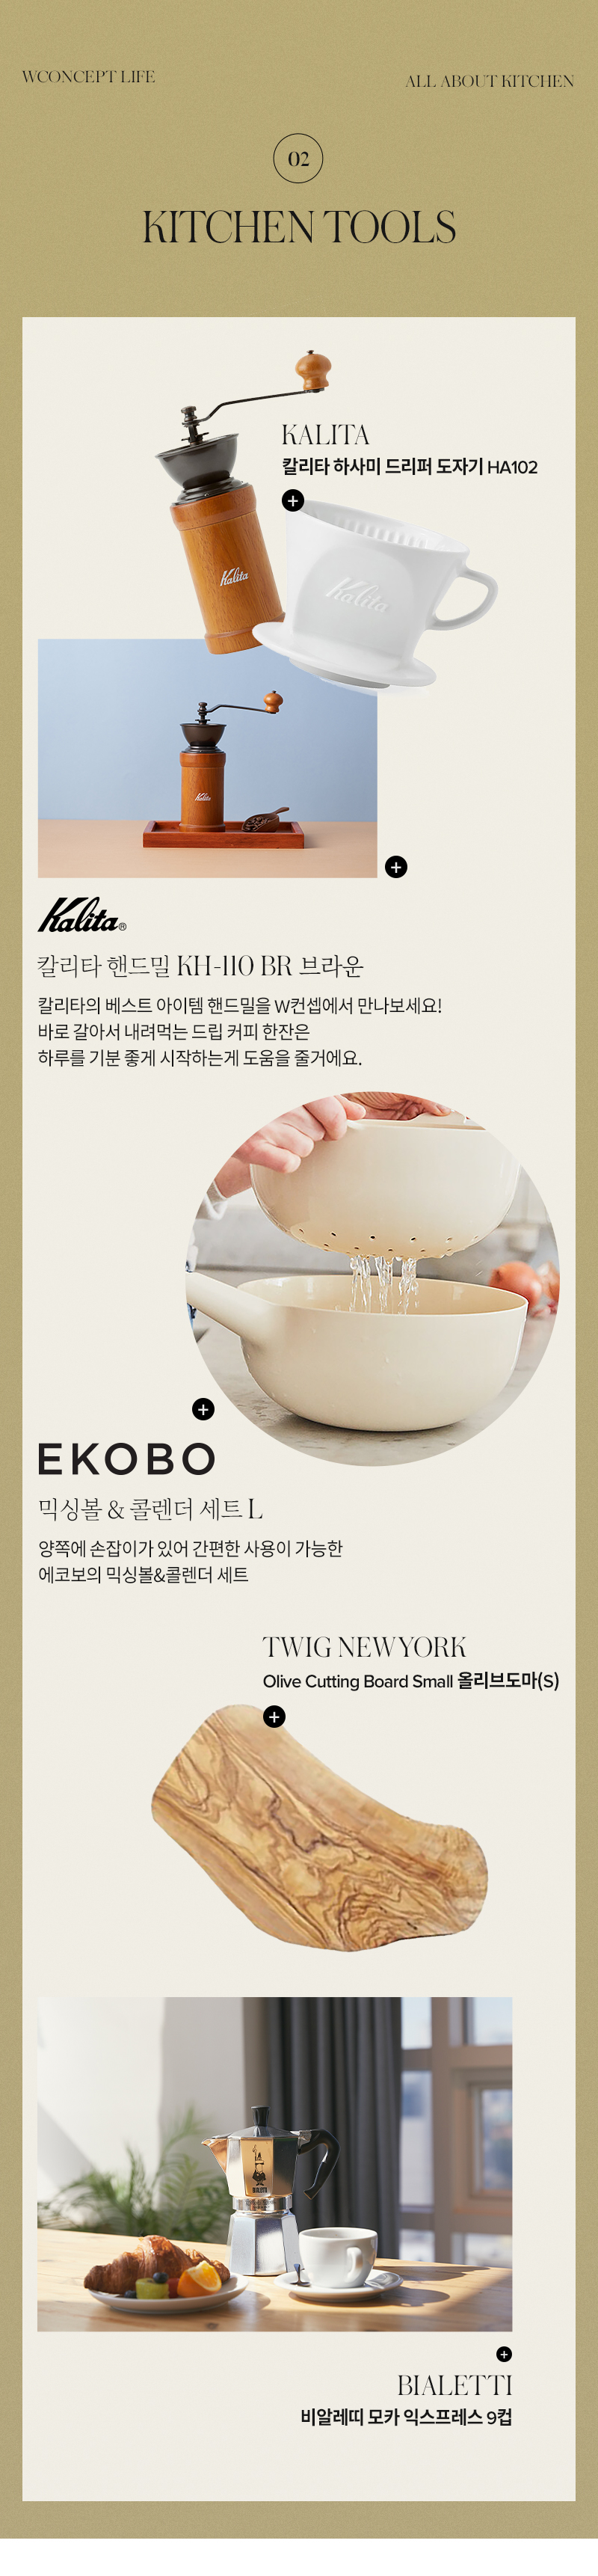 WCONCEPT LIFE
ALL ABOUT KITCHEN
02
KITCHEN TOOLS
KALITA
칼리타 하사미 드리퍼 도자기 HA102
Kalita
Kalita
Kalita
Kalita®
칼리타 핸드밀 KH-110 BR 브라운
칼리타의 베스트 아이템 핸드밀을 W컨셉에서 만나보세요!
바로 갈아서 내려먹는 드립 커피 한잔은
하루를 기분 좋게 시작하는게 도움을 줄거에요.
EKOBO
믹싱볼 & 콜렌더 세트 L
양쪽에 손잡이가 있어 간편한 사용이 가능한
에코보의 믹싱볼&콜렌더 세트
TWIG NEWYORK
Olive Cutting Board Small 올리브도마(S)
BIALETTI
BIALETTI
비알레띠 모카 익스프레스 9컵